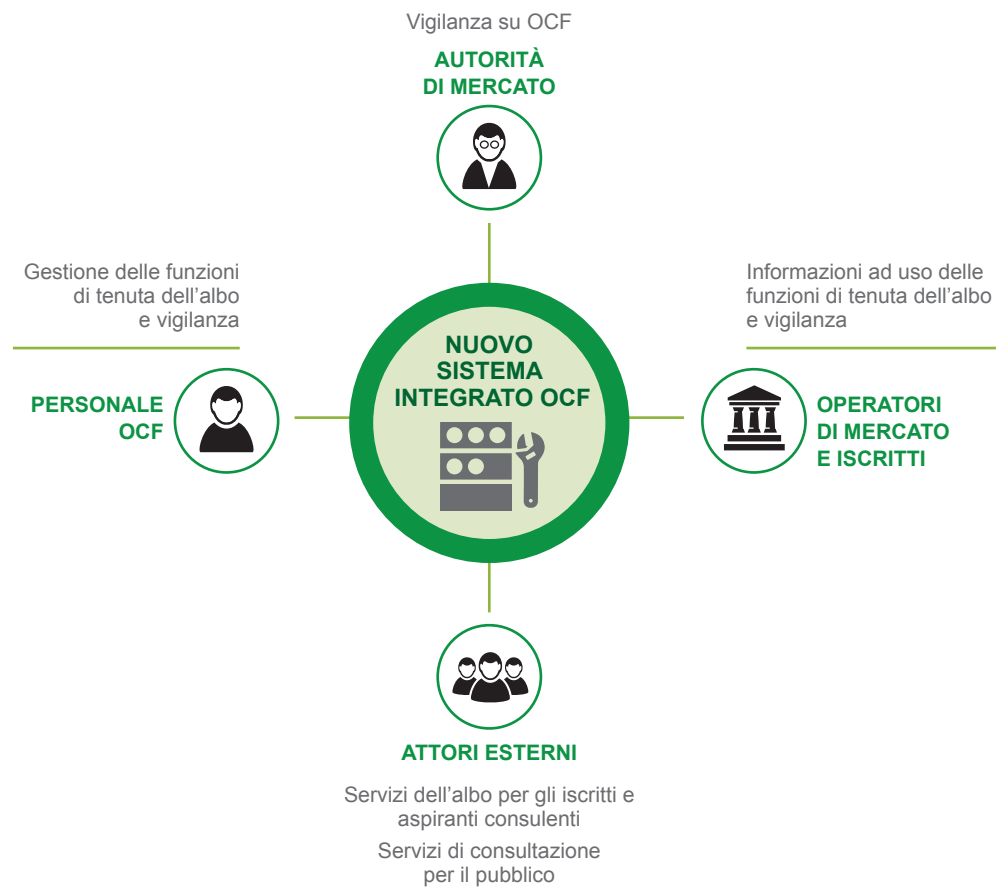 Vigilanza su OCF
AUTORITÀ
DI MERCATO
Gestione delle funzioni
di tenuta dell'albo
e vigilanza
PERSONALE
OCF
NUOVO
SISTEMA
INTEGRATO OCF
Informazioni ad uso delle
funzioni di tenuta dell'albo
e vigilanza
OPERATORI
DI MERCATO
E ISCRITTI
ATTORI ESTERNI
Servizi dell'albo per gli iscritti e
aspiranti consulenti
Servizi di consultazione
per il pubblico